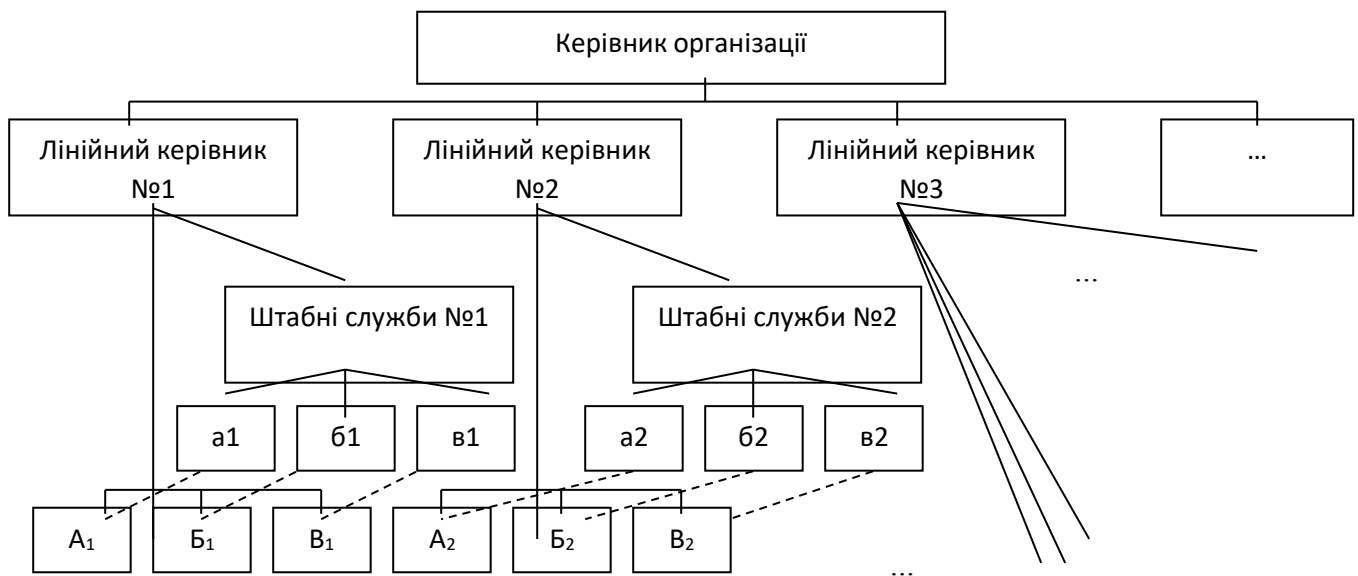 Керівник організації
Лінійний керівник
№1
Лінійний керівник
№2
Лінійний керівник
№3
...
...
Штабні служби №1
Штабні служби №2
а1
б1
в1
а2
б2
в2
А₁
Б₁
В₁
А₂
Б₂
В₂
...